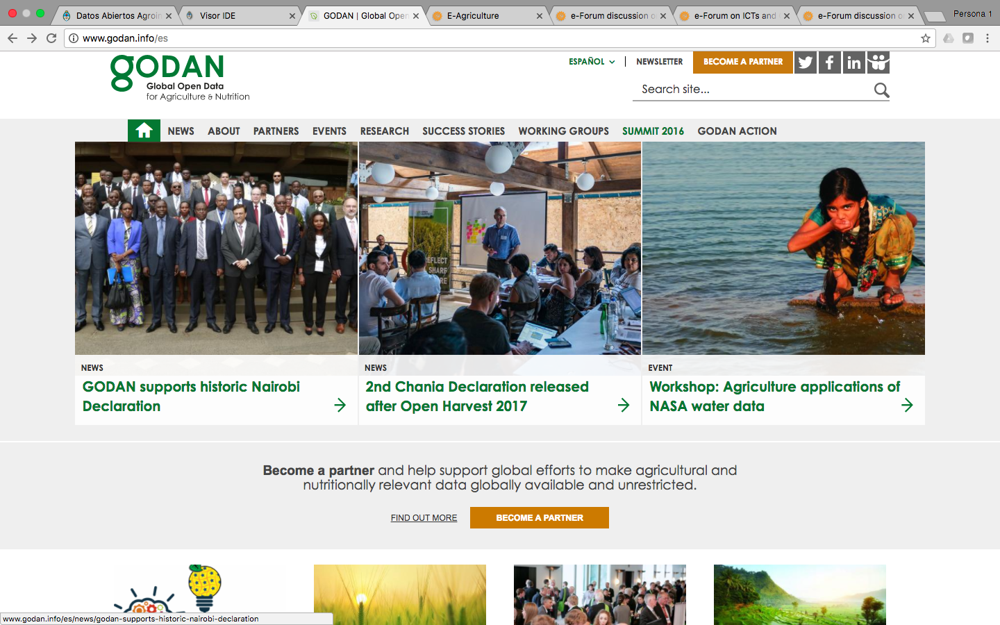 Datos Abiertos Agroin
Visor IDE
GODAN | Global Open
E-Agriculture
e-Forum discussion o
e-Forum on ICTs and
e-Forum discussion o
Persona 1
www.godan.info/es
gODAN
Global Open Data
for Agriculture & Nutrition
ESPAÑOL
NEWSLETTER
BECOME A PARTNER
Search site...
NEWS ABOUT PARTNERS EVENTS RESEARCH SUCCESS STORIES WORKING GROUPS SUMMIT 2016 GODAN ACTION
REFLECT
SHARE
NEWS
GODAN supports historic Nairobi
Declaration
NEWS
2nd Chania Declaration released
after Open Harvest 2017
EVENT
Workshop: Agriculture applications of
NASA water data
Become a partner and help support global efforts to make agricultural and
nutritionally relevant data globally available and unrestricted.
FIND OUT MORE
BECOME A PARTNER
www.godan.info/es/news/godan-supports-historic-nairobi-declaration